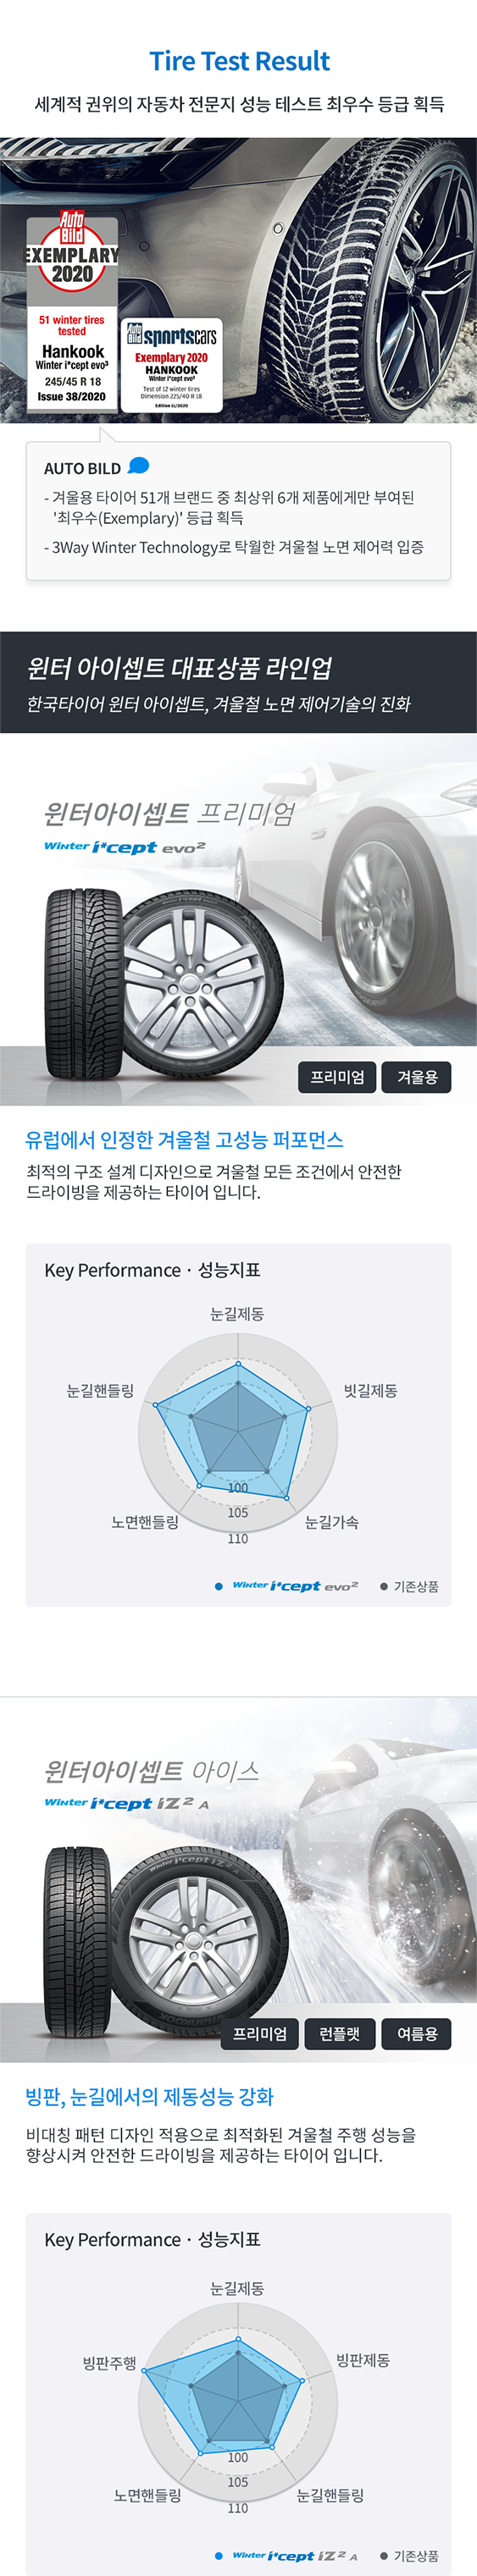 Tire Test Result
세계적 권위의 자동차 전문지 성능 테스트 최우수 등급 획득
Auto
Bild
EXEMPLARY
2020
51 winter tires
tested
Hankook
Winter i*cept evo³
245/45 R 18
Issue 38/2020
Auto
Bild
sportscars
Exemplary 2020
HANKOOK
Winter i*cept evo³
Test of 12 winter tires
Dimension 225/40 R 18
Edition 11/2020
AUTO BILD
- 겨울용 타이어 51개 브랜드 중 최상위 6개 제품에게만 부여된
'최우수(Exemplary)' 등급 획득
- 3Way Winter Technology로 탁월한 겨울철 노면 제어력 입증
윈터 아이셉트 대표상품 라인업
한국타이어 윈터 아이셉트, 겨울철 노면 제어기술의 진화
윈터아이셉트 프리미엄
Winter i*cept evo²
프리미엄
겨울용
유럽에서 인정한 겨울철 고성능 퍼포먼스
최적의 구조 설계 디자인으로 겨울철 모든 조건에서 안전한
드라이빙을 제공하는 타이어 입니다.
Key Performance · 성능지표
눈길제동
눈길핸들링
빗길제동
100
105
노면핸들링
눈길가속
110
Winter i*cept evo²
기존상품
윈터아이셉트 아이스
Winter i*cept iZ² A
Winter i*cept iZ² A
프리미엄
런플랫
여름용
빙판, 눈길에서의 제동성능 강화
비대칭 패턴 디자인 적용으로 최적화된 겨울철 주행 성능을
향상시켜 안전한 드라이빙을 제공하는 타이어 입니다.
Key Performance · 성능지표
눈길제동
빙판주행
빙판제동
100
105
노면핸들링
눈길핸들링
110
Winter i*cept iZ² A
기존상품